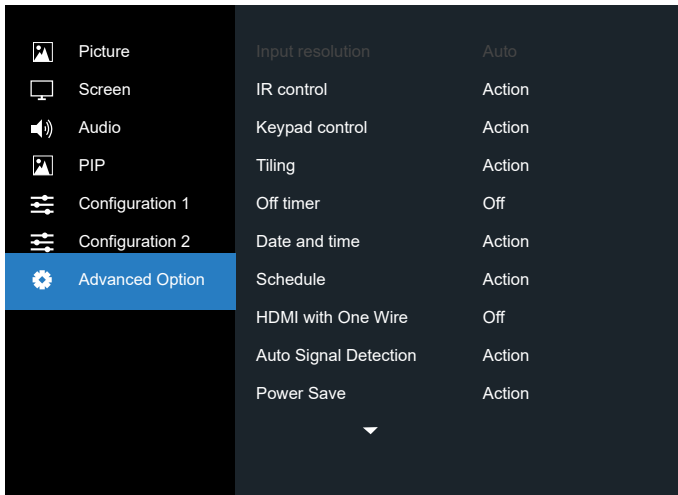 Picture
Screen
Audio
PIP
Configuration 1
Configuration 2
Advanced Option
Input resolution Auto
IR control Action
Keypad control Action
Tiling Action
Off timer Off
Date and time Action
Schedule Action
HDMI with One Wire Off
Auto Signal Detection Action
Power Save Action